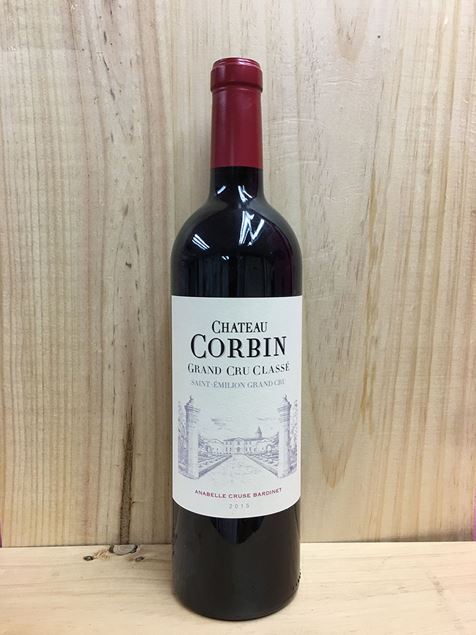 CHATEAU
CORBIN
GRAND CRU CLASSÉ
SAINT-ÉMILION GRAND CRU
ANABELLE CRUSE BARDINET
2015